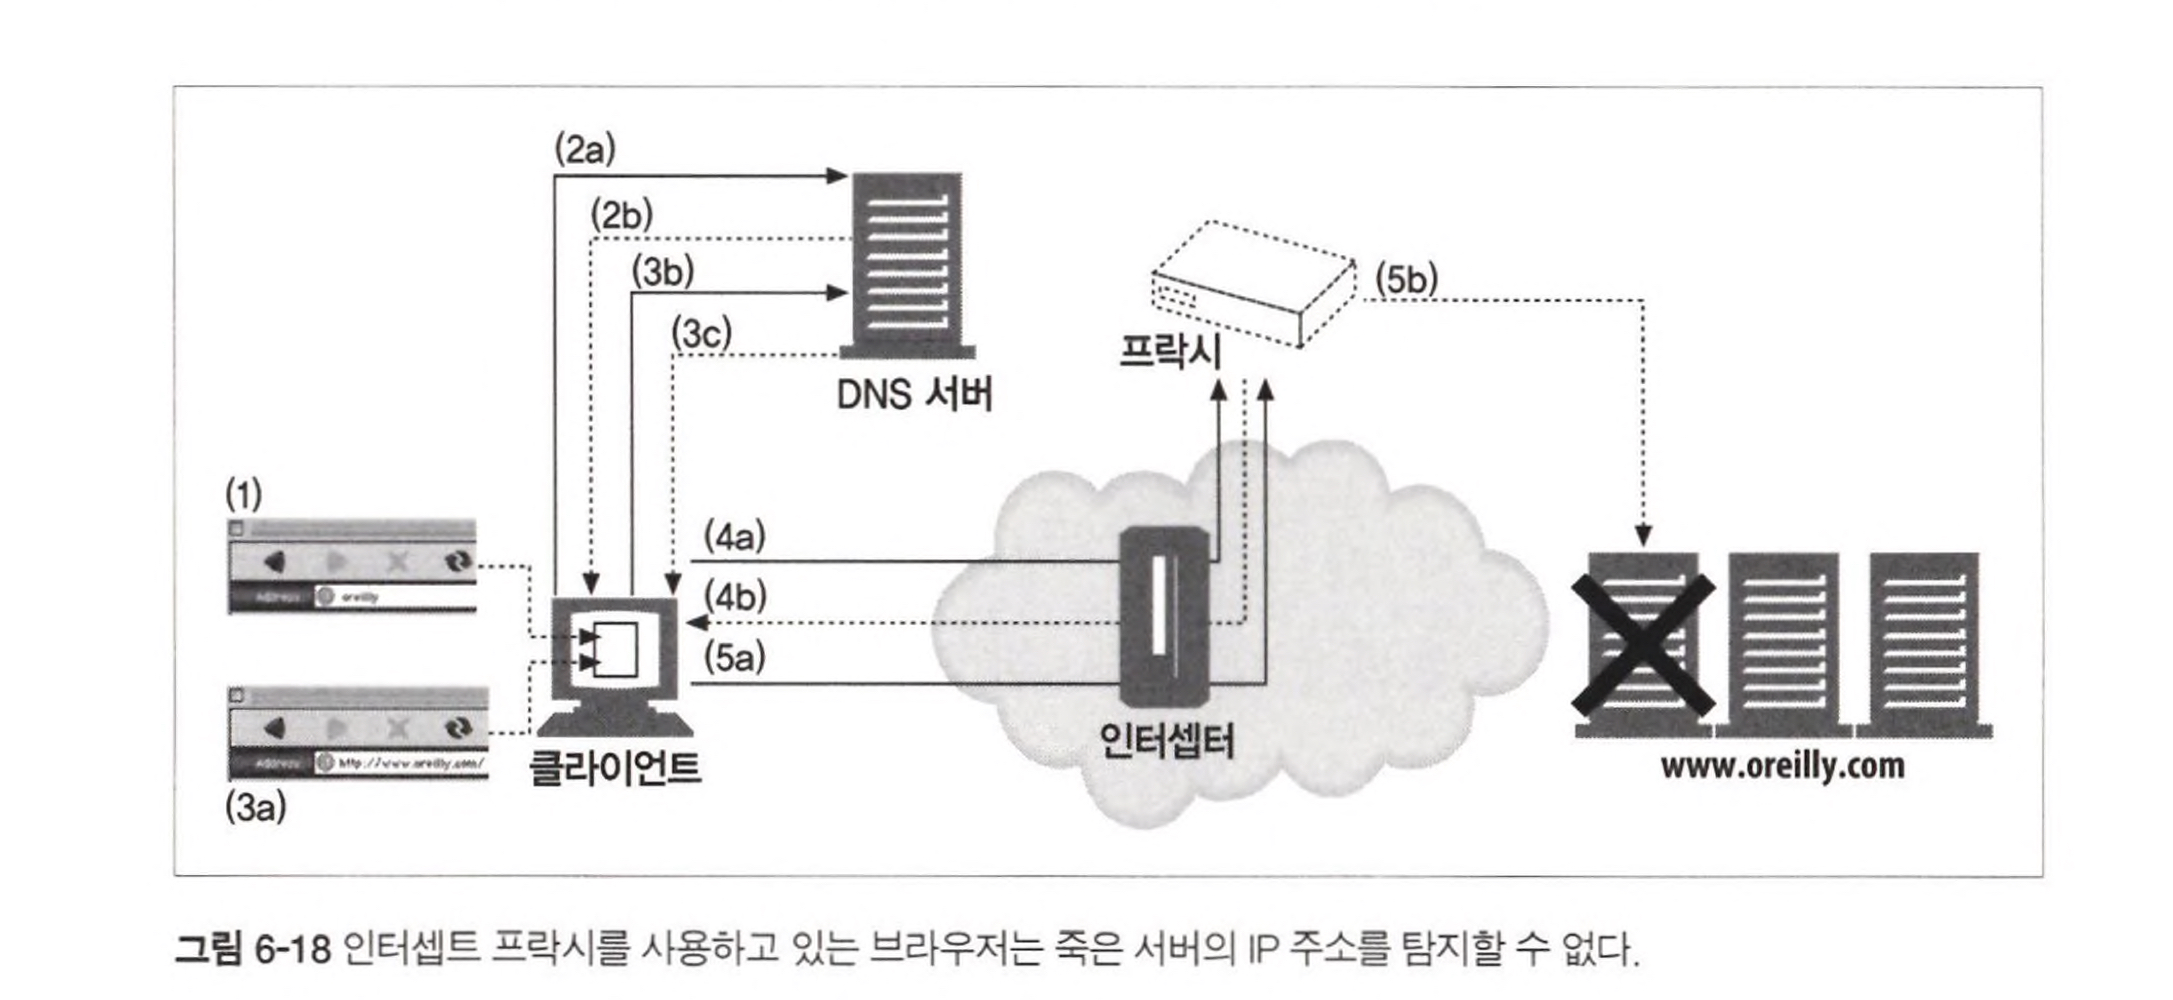 (2a)
(2b)
(3b)
(3c)
DNS 서버
(5b)
프락시
(1)
Address oreilly
(4a)
(4b)
(5a)
Address http://www.oreilly.com/
(3a)
클라이언트
인터셉터
www.oreilly.com
그림 6-18 인터셉트 프락시를 사용하고 있는 브라우저는 죽은 서버의 IP 주소를 탐지할 수 없다.